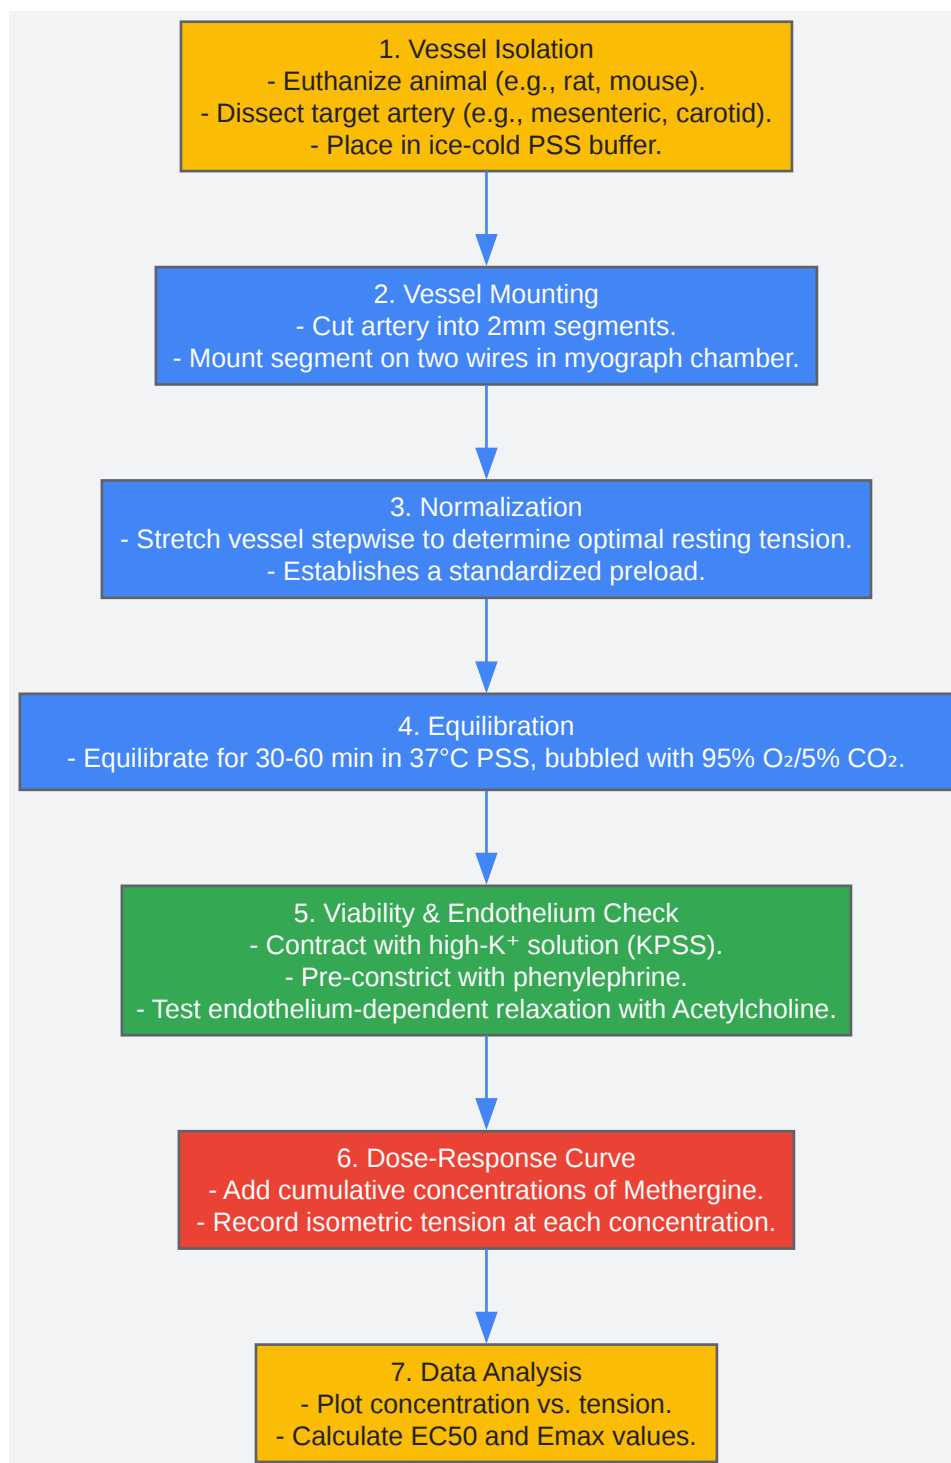 1. Vessel Isolation
- Euthanize animal (e.g., rat, mouse).
- Dissect target artery (e.g., mesenteric, carotid).
- Place in ice-cold PSS buffer.
2. Vessel Mounting
- Cut artery into 2mm segments.
- Mount segment on two wires in myograph chamber.
3. Normalization
- Stretch vessel stepwise to determine optimal resting tension.
- Establishes a standardized preload.
4. Equilibration
- Equilibrate for 30-60 min in 37°C PSS, bubbled with 95% O₂/5% CO₂.
5. Viability & Endothelium Check
- Contract with high-K⁺ solution (KPSS).
- Pre-constrict with phenylephrine.
- Test endothelium-dependent relaxation with Acetylcholine.
6. Dose-Response Curve
- Add cumulative concentrations of Methergine.
- Record isometric tension at each concentration.
7. Data Analysis
- Plot concentration vs. tension.
- Calculate EC50 and Emax values.